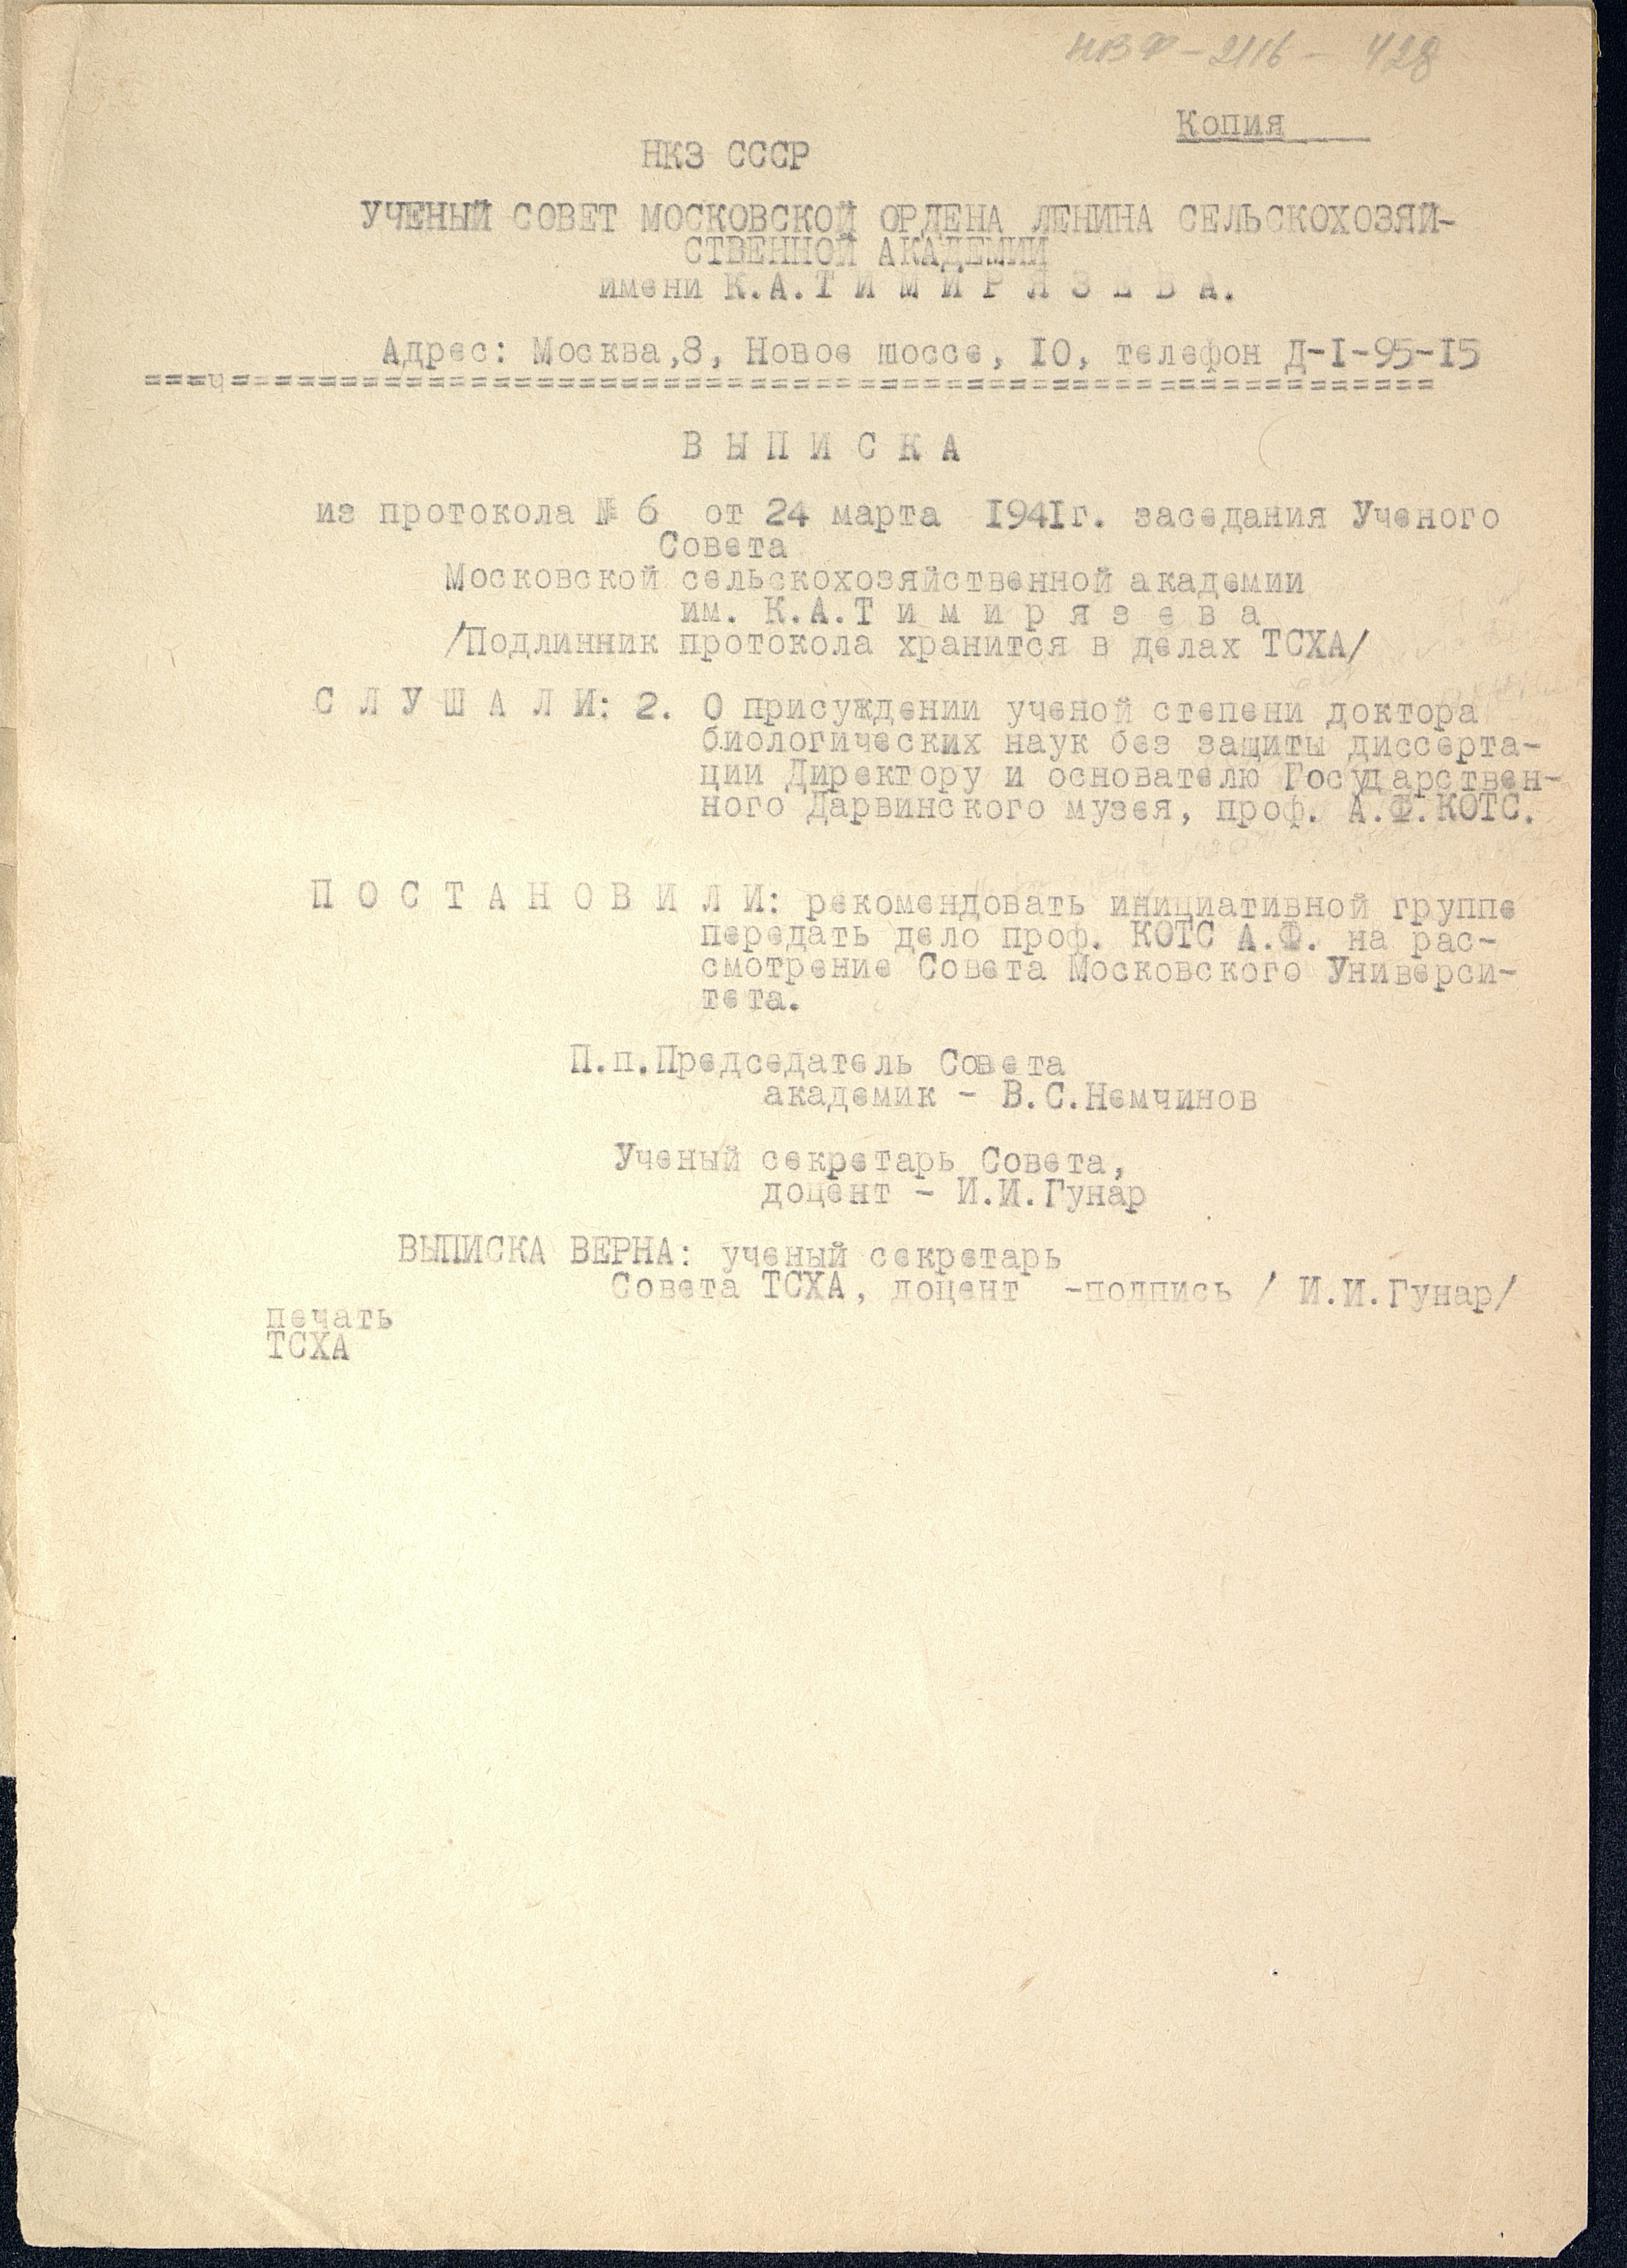 НВФ-2116-428
Копия
НКЗ СССР
УЧЕНЫЙ СОВЕТ МОСКОВСКОЙ ОРДЕНА ЛЕНИНА СЕЛЬСКОХОЗЯЙ-
СТВЕННОЙ АКАДЕМИИ
имени К.А.Т И М И Р Я З Е В А.
Адрес: Москва,8, Новое шоссе, IO, телефон Д-I-95-I5
===ч==========================================
В Ы П И С К А
из протокола № 6 от 24 марта I94Iг. заседания Ученого
Совета
Московской сельскохозяйственной академии
им. К.А.Т и м и р я з е в а
/Подлинник протокола хранится в делах ТСХА/
С Л У Ш А Л И: 2. О присуждении ученой степени доктора
биологических наук без защиты диссерта-
ции Директору и основателю Государствен-
ного Дарвинского музея, проф. А.Ф.КОТС.
П О С Т А Н О В И Л И: рекомендовать инициативной группе
передать дело проф. КОТС А.Ф. на рас-
смотрение Совета Московского Универси-
тета.
П.п.Председатель Совета
академик - В.С.Немчинов
Ученый секретарь Совета,
доцент - И.И.Гунар
ВЫПИСКА ВЕРНА: ученый секретарь
Совета ТСХА, доцент -подпись / И.И.Гунар/
печать
ТСХА